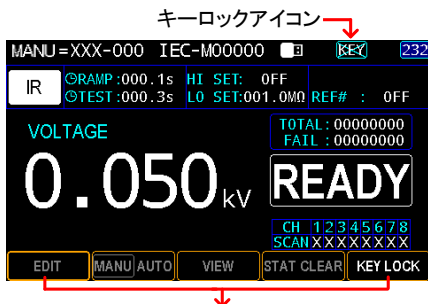 キーロックアイコン
MANU=XXX-000 IEC-M00000 KEY 232
IR RAMP:000.1s HI SET: OFF
TEST:000.3s LO SET:001.0MΩ REF# : OFF
VOLTAGE TOTAL:00000000
FAIL :00000000
0.050kV READY
CH 12345678
SCAN XXXXXXXX
EDIT MANU AUTO VIEW STAT CLEAR KEY LOCK